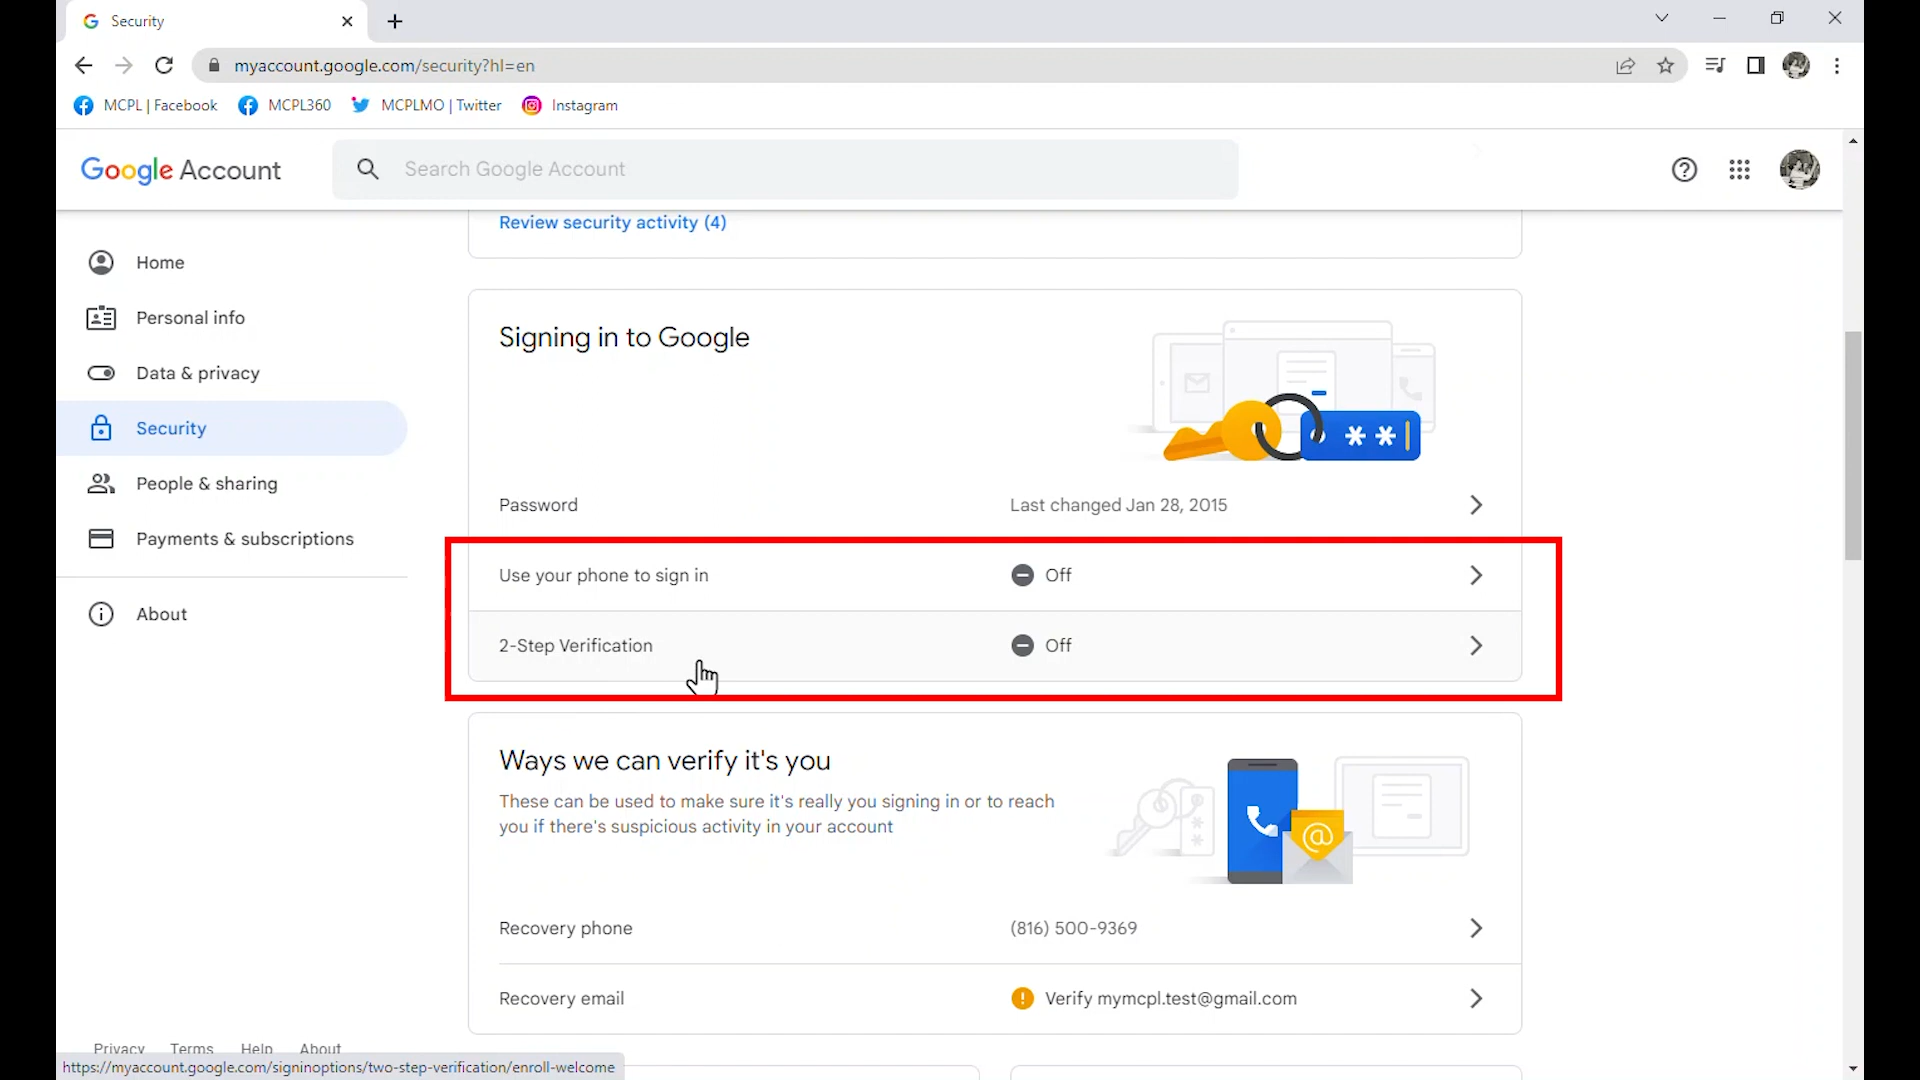 Security
myaccount.google.com/security?hl=en
MCPL | Facebook
MCPL360
MCPLMO | Twitter
Instagram
Google Account
Search Google Account
Home
Personal info
Data & privacy
Security
People & sharing
Payments & subscriptions
About
Review security activity (4)
Signing in to Google
**
Password
Last changed Jan 28, 2015
Use your phone to sign in
Off
2-Step Verification
Off
Ways we can verify it's you
These can be used to make sure it's really you signing in or to reach
you if there's suspicious activity in your account
@
Recovery phone
(816) 500-9369
Recovery email
Verify mymcpl.test@gmail.com
Privacy Terms Help About
https://myaccount.google.com/signinoptions/two-step-verification/enroll-welcome